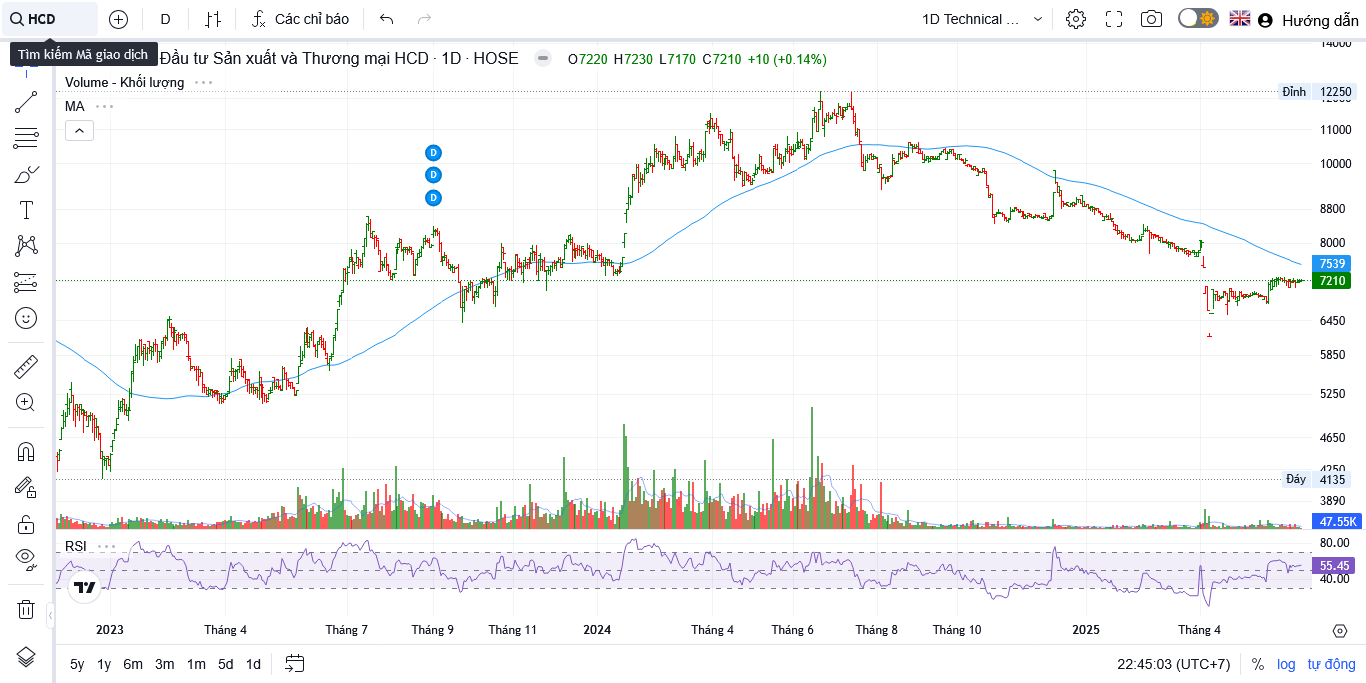 HCD
D
Các chỉ báo
1D Technical ...
Hướng dẫn
Tìm kiếm Mã giao dịch
Đầu tư Sản xuất và Thương mại HCD · 1D · HOSE
O7220 H7230 L7170 C7210 +10 (+0.14%)
Volume - Khối lượng
MA
D
D
D
14000
Đỉnh 12250
11000
10000
8800
8000
7539
7210
6450
5850
5250
4650
4250
Đáy 4135
3890
47.55K
RSI
80.00
55.45
40.00
2023 Tháng 4 Tháng 7 Tháng 9 Tháng 11 2024 Tháng 4 Tháng 6 Tháng 8 Tháng 10 2025 Tháng 4
5y 1y 6m 3m 1m 5d 1d
22:45:03 (UTC+7) % log tự động